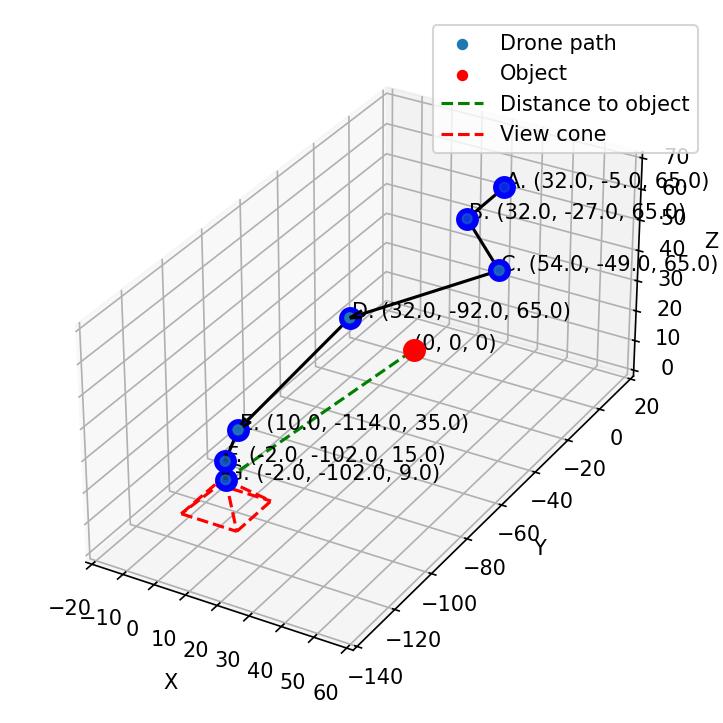 Drone path
Object
Distance to object
View cone
A. (32.0, -5.0, 65.0)
B. (32.0, -27.0, 65.0)
C. (54.0, -49.0, 65.0)
D. (32.0, -92.0, 65.0)
(0, 0, 0)
E. (10.0, -114.0, 35.0)
F. (-2.0, -102.0, 15.0)
G. (-2.0, -102.0, 9.0)
70
60
50
40
30
20
10
0
Z
20
0
−20
−40
−60
−80
−100
−120
−140
Y
−20
−10
0
10
20
30
40
50
60
X